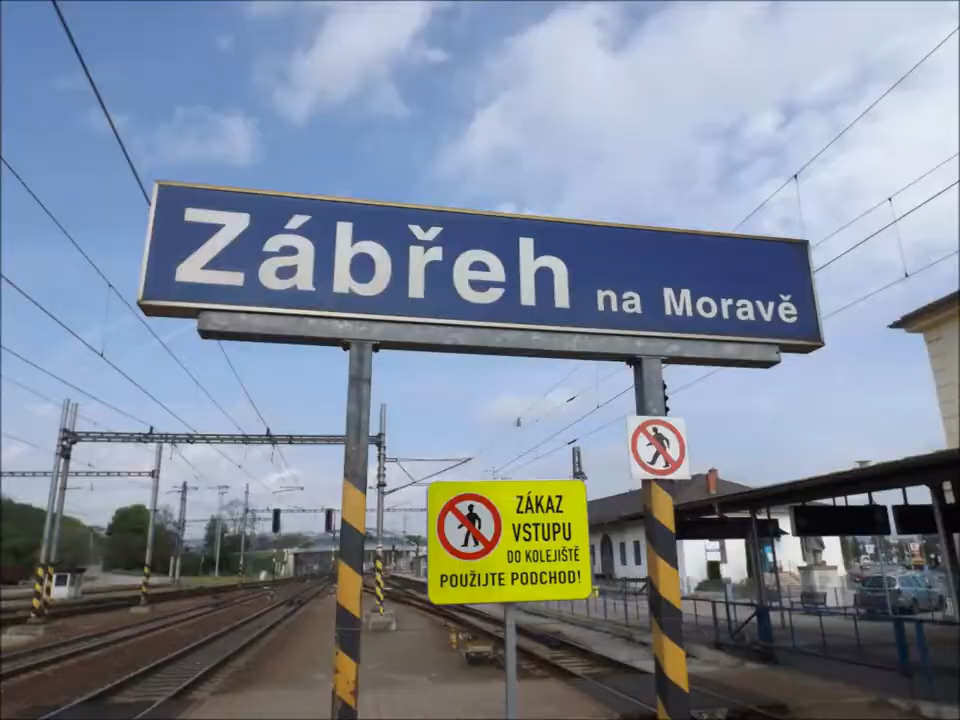 Zábřeh na Moravě
ZÁKAZ
VSTUPU
DO KOLEJIŠTĚ
POUŽIJTE PODCHOD!